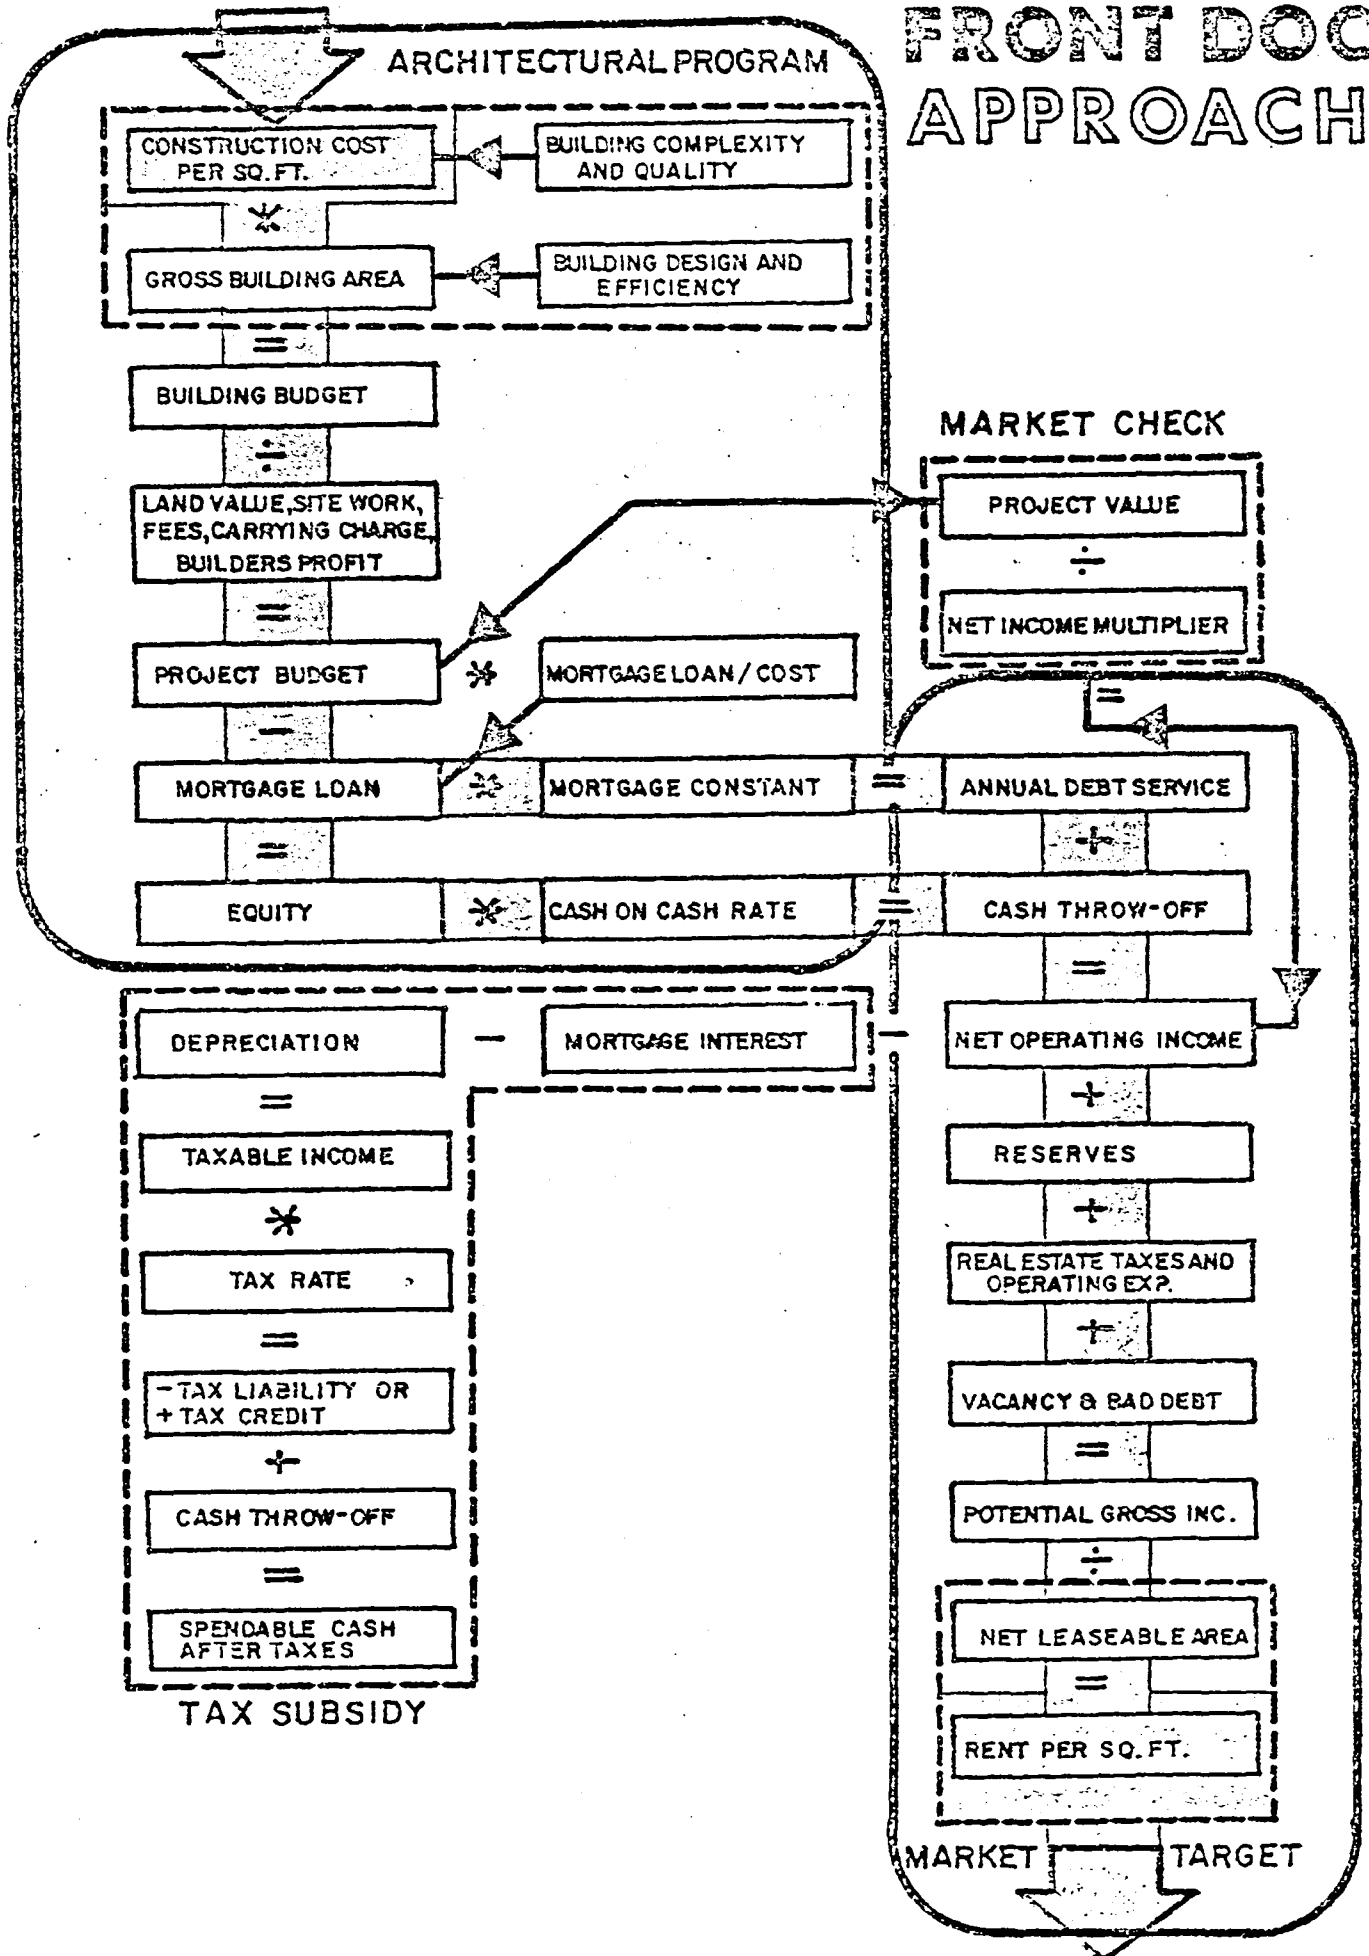 FRONT DOO
APPROACH
ARCHITECTURAL PROGRAM
CONSTRUCTION COST
PER SQ.FT.
BUILDING COMPLEXITY
AND QUALITY
*
GROSS BUILDING AREA
BUILDING DESIGN AND
EFFICIENCY
=
BUILDING BUDGET
÷
LAND VALUE, SITE WORK,
FEES, CARRYING CHARGE,
BUILDERS PROFIT
=
PROJECT BUDGET * MORTGAGE LOAN / COST
-
MORTGAGE LOAN * MORTGAGE CONSTANT = ANNUAL DEBT SERVICE
=
EQUITY * CASH ON CASH RATE = CASH THROW-OFF
MARKET CHECK
PROJECT VALUE
÷
NET INCOME MULTIPLIER
=
+
=
DEPRECIATION - MORTGAGE INTEREST - NET OPERATING INCOME
=
TAXABLE INCOME
*
TAX RATE
=
-TAX LIABILITY OR
+TAX CREDIT
+
CASH THROW-OFF
=
SPENDABLE CASH
AFTER TAXES
TAX SUBSIDY
+
RESERVES
+
REAL ESTATE TAXES AND
OPERATING EXP.
+
VACANCY & BAD DEBT
=
POTENTIAL GROSS INC.
÷
NET LEASEABLE AREA
=
RENT PER SQ.FT.
MARKET TARGET